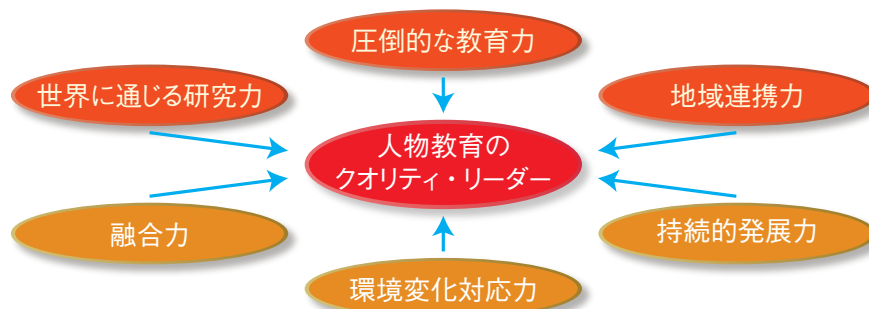 圧倒的な教育力
世界に通じる研究力
地域連携力
人物教育の
クオリティ・リーダー
融合力
持続的発展力
環境変化対応力